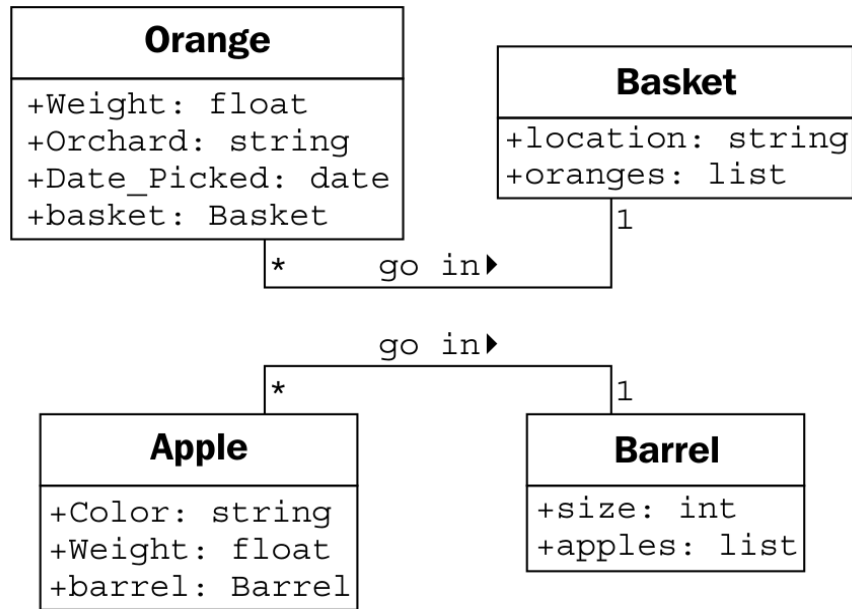 Orange
+Weight: float
+Orchard: string
+Date_Picked: date
+basket: Basket
Basket
+location: string
+oranges: list
* go in 1
go in
* 1
Apple
+Color: string
+Weight: float
+barrel: Barrel
Barrel
+size: int
+apples: list